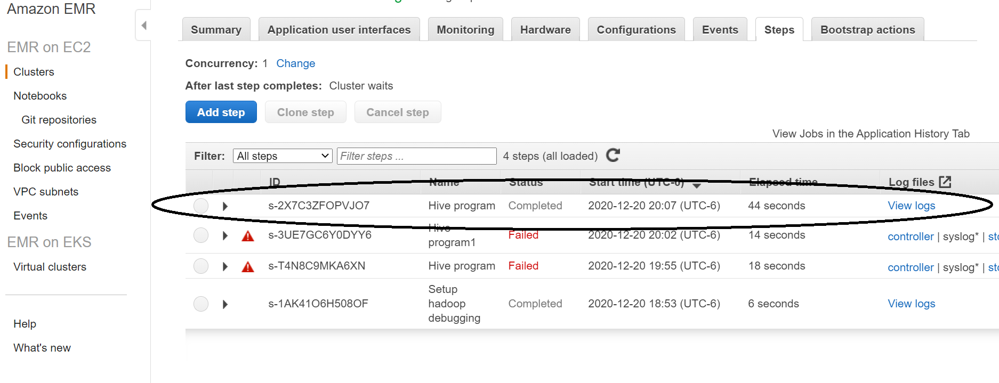 Amazon EMR
EMR on EC2
Clusters
Notebooks
Git repositories
Security configurations
Block public access
VPC subnets
Events
EMR on EKS
Virtual clusters
Help
What's new
Summary Application user interfaces Monitoring Hardware Configurations Events Steps Bootstrap actions
Concurrency: 1 Change
After last step completes: Cluster waits
Add step Clone step Cancel step
View Jobs in the Application History Tab
Filter: All steps Filter steps ... 4 steps (all loaded)
ID Name Status Start time (UTC-6) Elapsed time Log files
s-2X7C3ZFOPVJO7 Hive program Completed 2020-12-20 20:07 (UTC-6) 44 seconds View logs
s-3UE7GC6Y0DYY6 Hive program1 Failed 2020-12-20 20:02 (UTC-6) 14 seconds controller | syslog* |
s-T4N8C9MKA6XN Hive program Failed 2020-12-20 19:55 (UTC-6) 18 seconds controller | syslog* |
s-1AK41O6H508OF Setup hadoop debugging Completed 2020-12-20 18:53 (UTC-6) 6 seconds View logs